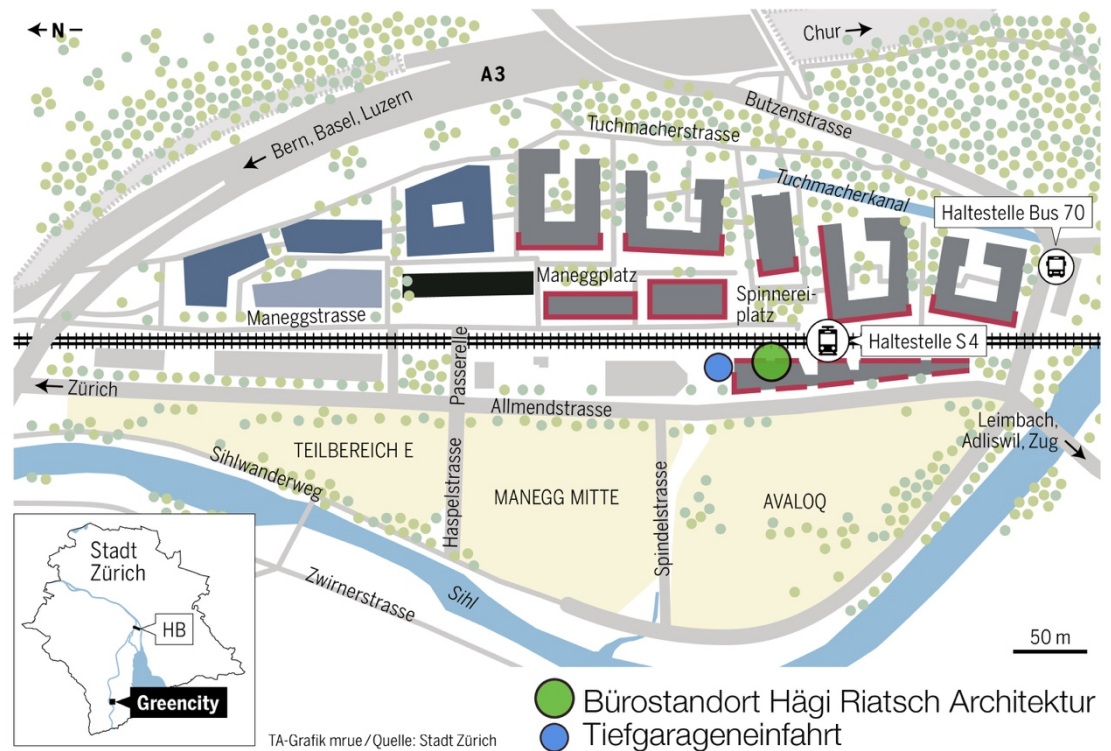 ← N –
Chur →
A3
← Bern, Basel, Luzern
Butzenstrasse
Tuchmacherstrasse
Tuchmacherkanal
Haltestelle Bus 70
Maneggplatz
Spinnerei-
platz
Maneggstrasse
Haltestelle S4
Passerelle
← Zürich
Allmendstrasse
Leimbach,
Adliswil, Zug
TEILBEREICH E
Sihlwanderweg
Haspelstrasse
MANEGG MITTE
Spindelstrasse
AVALOQ
Stadt
Zürich
HB
Greencity
Zwirnerstrasse
Sihl
50 m
Bürostandort Hägi Riatsch Architektur
Tiefgarageneinfahrt
TA-Grafik mrue/Quelle: Stadt Zürich